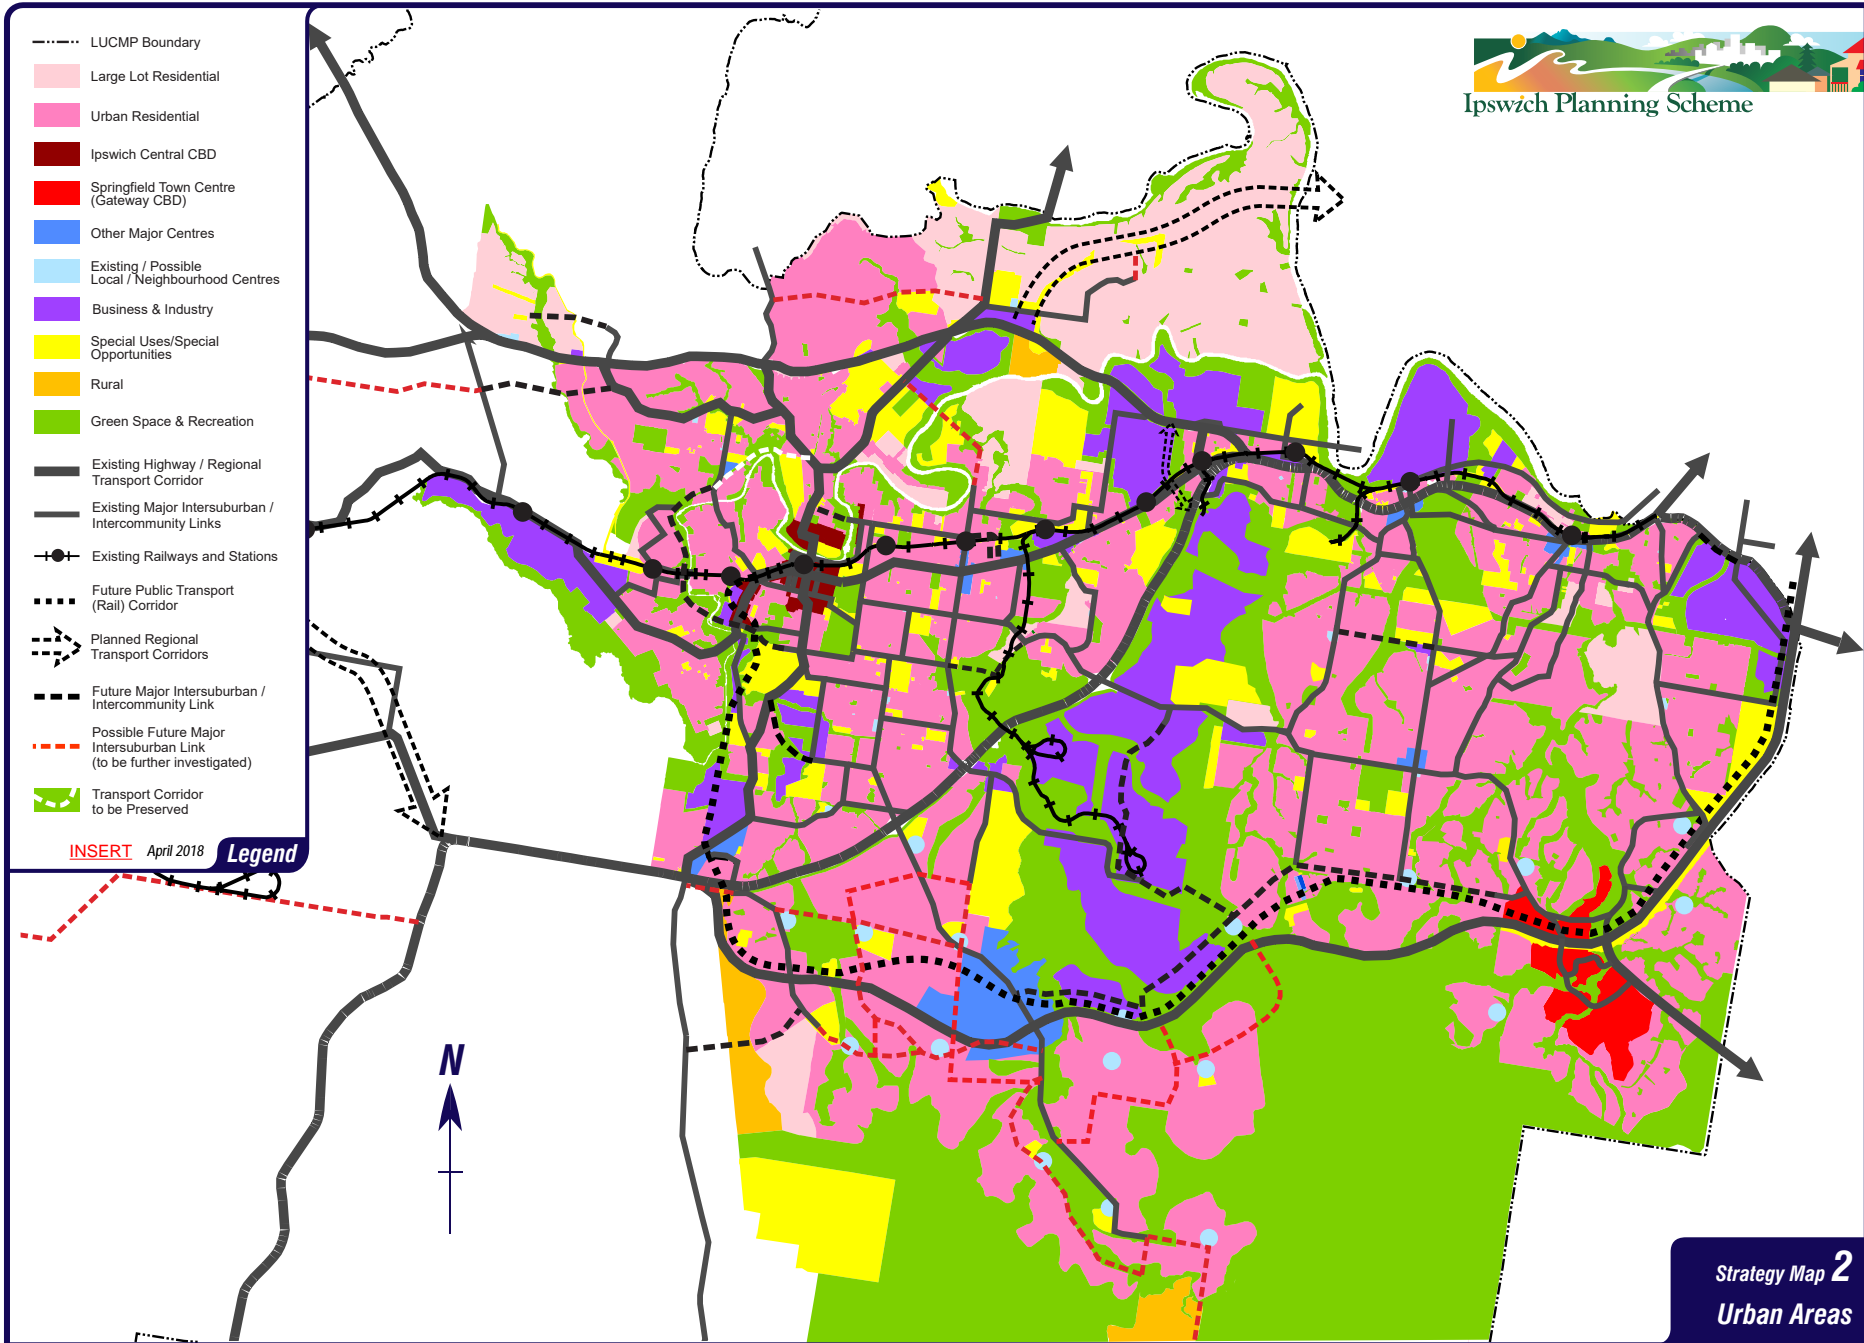 LUCMP Boundary
Large Lot Residential
Urban Residential
Ipswich Central CBD
Springfield Town Centre
(Gateway CBD)
Other Major Centres
Existing / Possible
Local / Neighbourhood Centres
Business & Industry
Special Uses/Special
Opportunities
Rural
Green Space & Recreation
Existing Highway / Regional
Transport Corridor
Existing Major Intersuburban /
Intercommunity Links
Existing Railways and Stations
Future Public Transport
(Rail) Corridor
Planned Regional
Transport Corridors
Future Major Intersuburban /
Intercommunity Link
Possible Future Major
Intersuburban Link
(to be further investigated)
Transport Corridor
to be Preserved
INSERT April 2018 Legend
Ipswich Planning Scheme
N
Strategy Map 2
Urban Areas